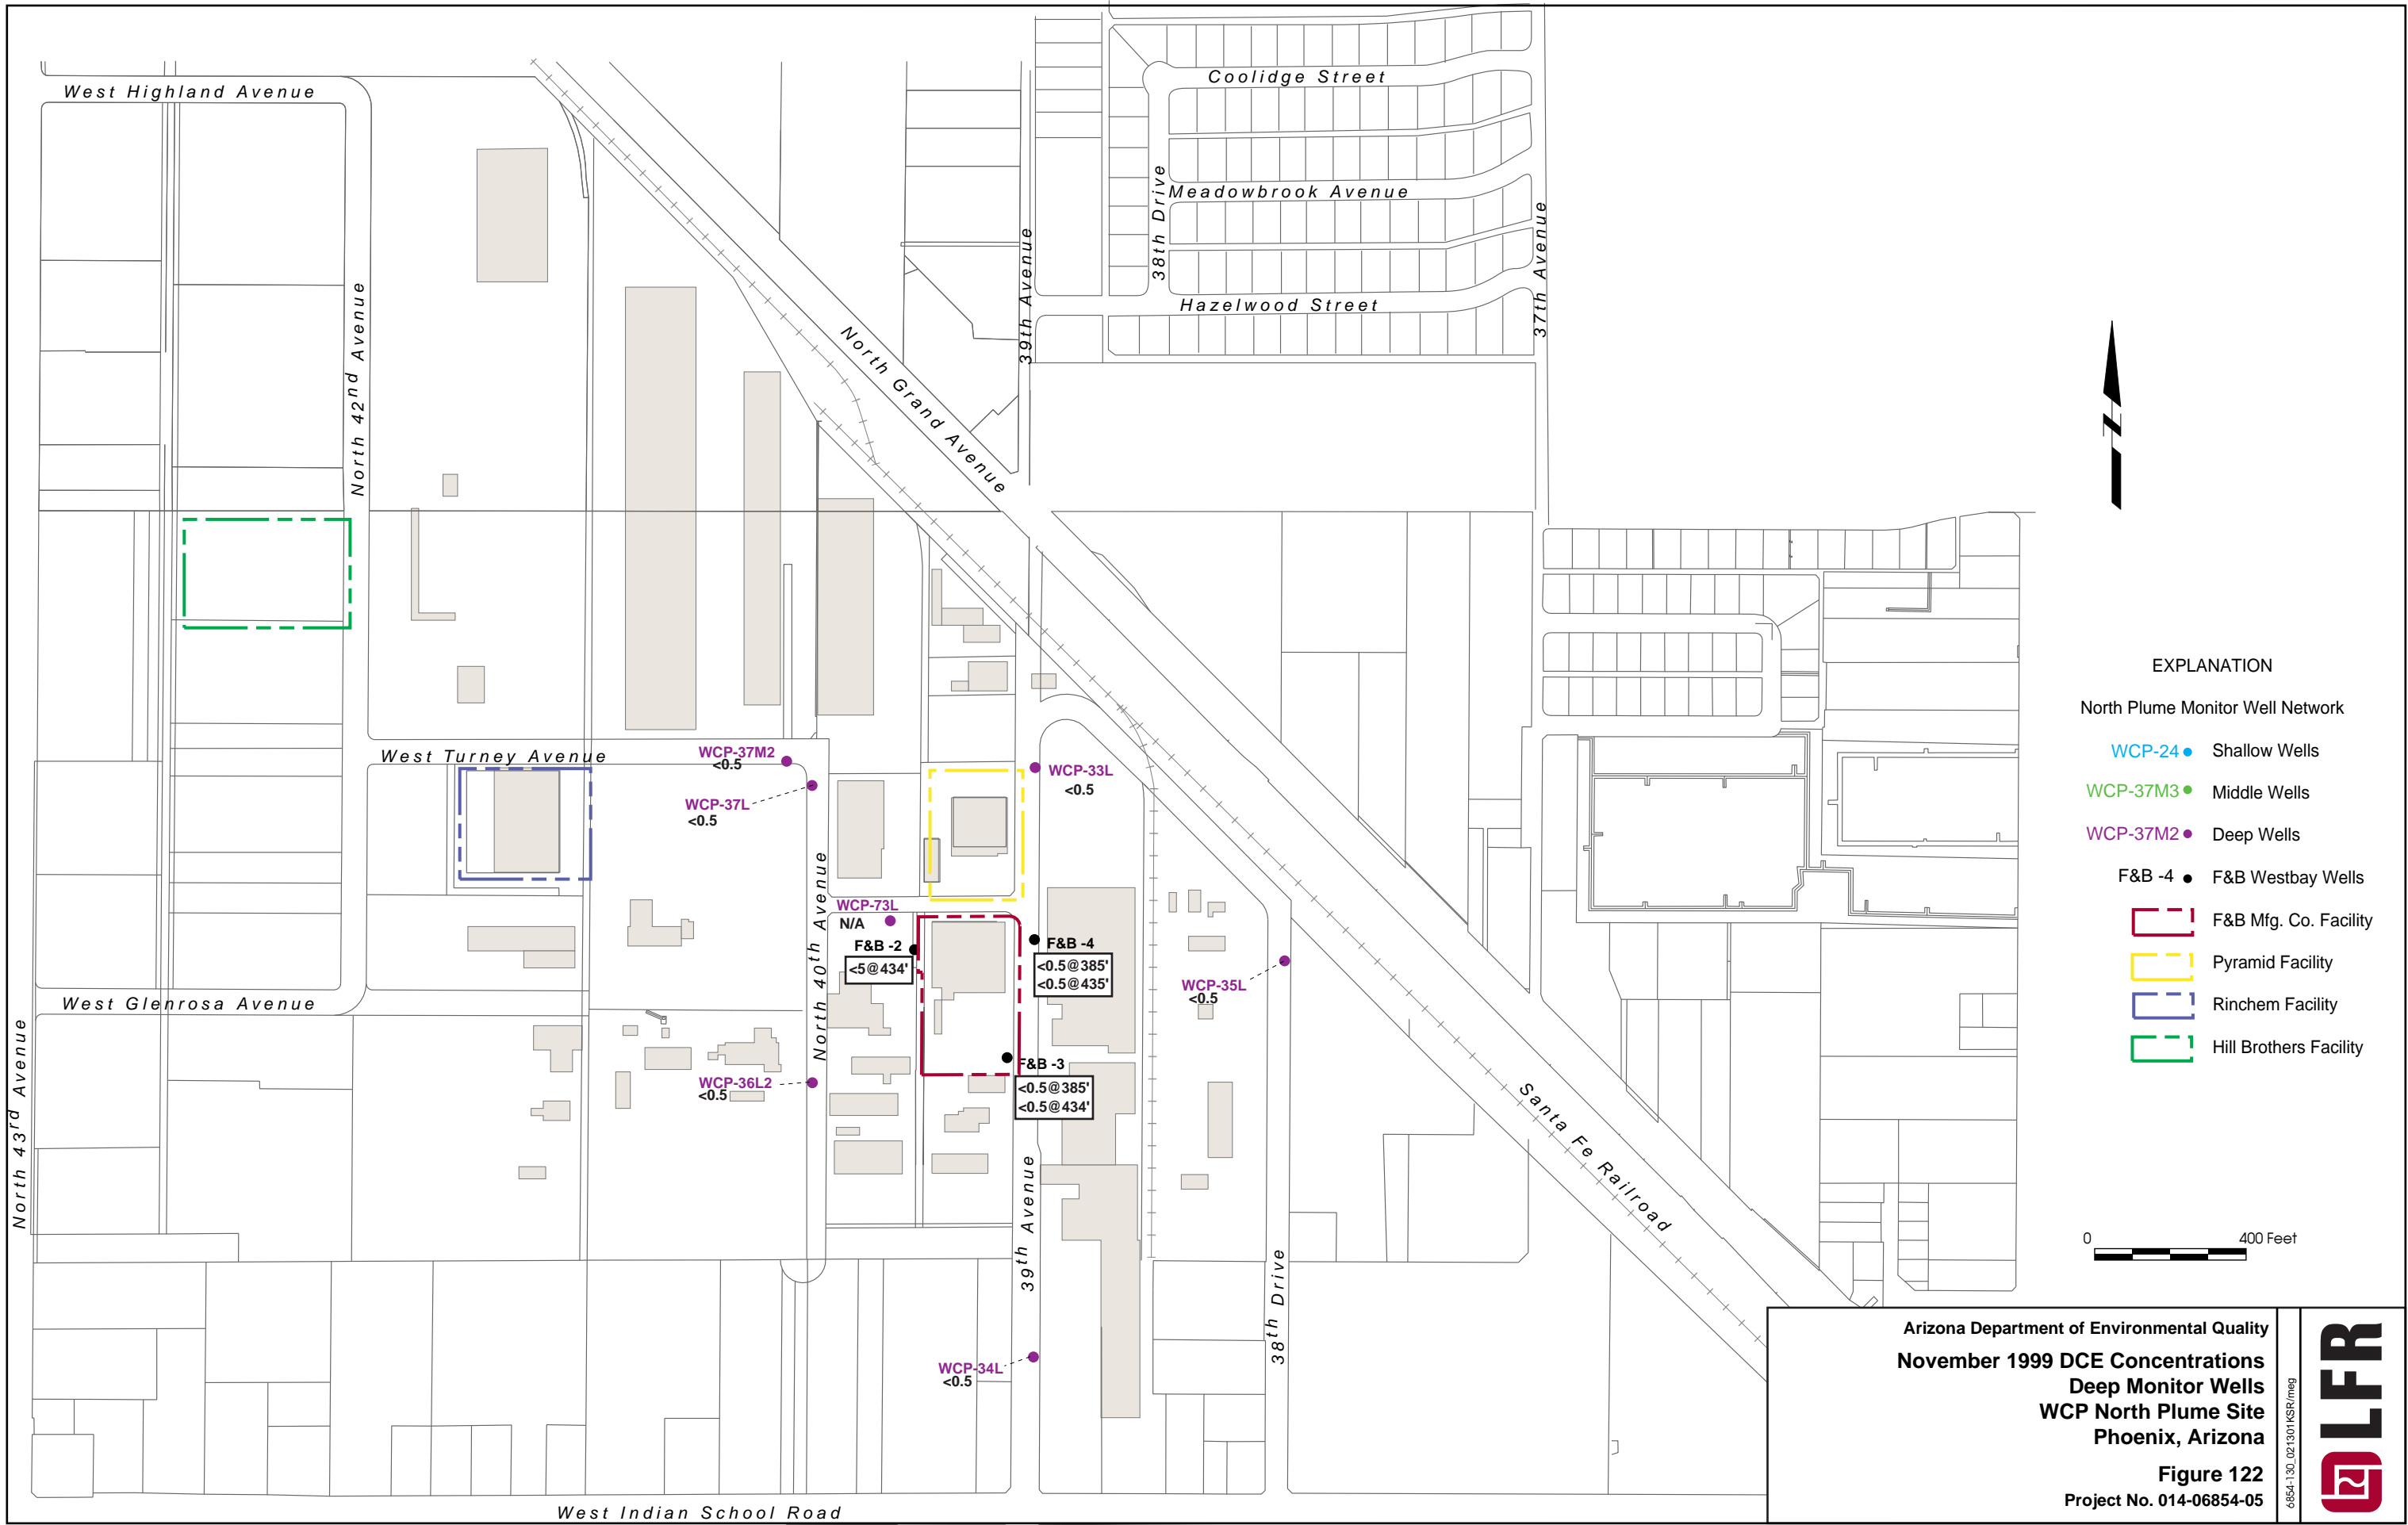 West Highland Avenue
Coolidge Street
Meadowbrook Avenue
Hazelwood Street
38th Drive
39th Avenue
37th Avenue
North 42nd Avenue
North Grand Avenue
West Turney Avenue
WCP-37M2
<0.5
WCP-37L
<0.5
WCP-33L
<0.5
North 40th Avenue
WCP-73L
N/A
F&B -2
<5@434'
F&B -4
<0.5@385'
<0.5@435'
WCP-35L
<0.5
West Glenrosa Avenue
North 43rd Avenue
WCP-36L2
<0.5
F&B -3
<0.5@385'
<0.5@434'
Santa Fe Railroad
39th Avenue
38th Drive
WCP-34L
<0.5
West Indian School Road
N
EXPLANATION
North Plume Monitor Well Network
WCP-24 Shallow Wells
WCP-37M3 Middle Wells
WCP-37M2 Deep Wells
F&B -4 F&B Westbay Wells
F&B Mfg. Co. Facility
Pyramid Facility
Rinchem Facility
Hill Brothers Facility
0 400 Feet
Arizona Department of Environmental Quality
November 1999 DCE Concentrations
Deep Monitor Wells
WCP North Plume Site
Phoenix, Arizona
Figure 122
Project No. 014-06854-05
6854-130_021301KSR/meg
LFR